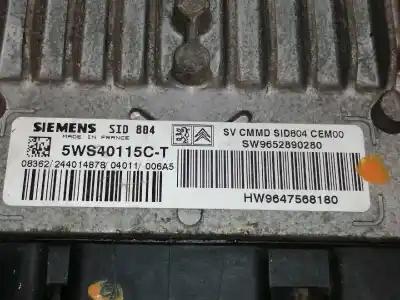 SIEMENS SID 804
MADE IN FRANCE
5WS40115C-T
08362/244014878/04011/006A5
SV CMMD SID804 CEM00
SW9652890280
HW9647568180